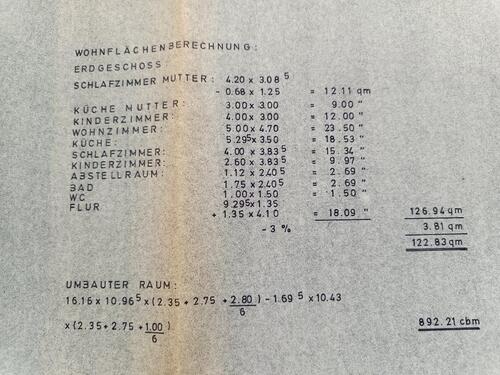 WOHNFLÄCHENBERECHNUNG:
ERDGESCHOSS:
SCHLAFZIMMER MUTTER: 4.20 x 3.08⁵
- 0.68 x 1.25 = 12.11 qm
KÜCHE MUTTER: 3.00 x 3.00 = 9.00 "
KINDERZIMMER: 4.00 x 3.00 = 12.00 "
WOHNZIMMER: 5.00 x 4.70 = 23.50 "
KÜCHE: 5.29⁵ x 3.50 = 18.53 "
SCHLAFZIMMER: 4.00 x 3.83⁵ = 15.34 "
KINDERZIMMER: 2.60 x 3.83⁵ = 9.97 "
ABSTELLRAUM: 1.12 x 2.40⁵ = 2.69 "
BAD 1.75 x 2.40⁵ = 2.69 "
WC 1.00 x 1.50 = 1.50 "
FLUR 9.29⁵ x 1.35
+ 1.35 x 4.10 = 18.09 " 126.94 qm
- 3 % 3.81 qm
122.83 qm
UMBAUTER RAUM:
16.16 x 10.96⁵ x (2.35 + 2.75 + 2.80/6) - 1.69⁵ x 10.43
x (2.35 + 2.75 + 1.00/6) 892.21 cbm